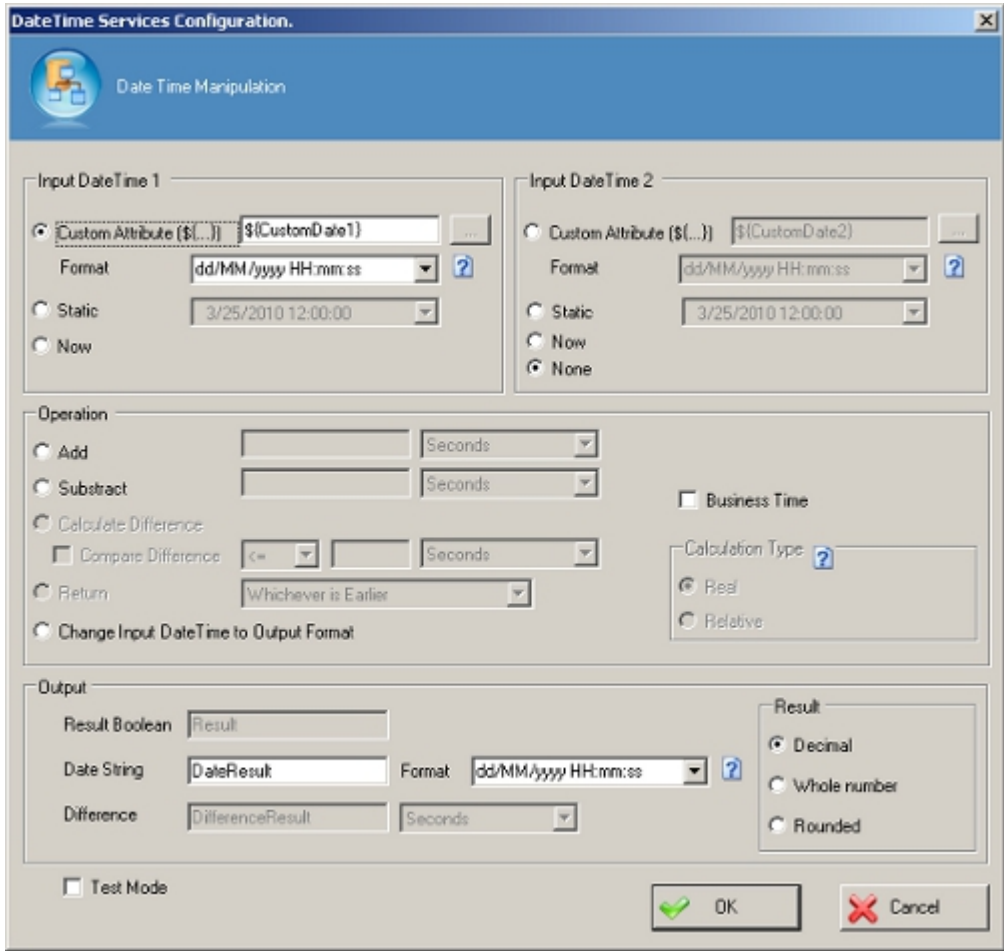 DateTime Services Configuration.
Date Time Manipulation
Input DateTime 1
Custom Attribute (${...}) ${CustomDate1} ...
Format dd/MM/yyyy HH:mm:ss
Static 3/25/2010 12:00:00
Now
Input DateTime 2
Custom Attribute (${...}) ${CustomDate2} ...
Format dd/MM/yyyy HH:mm:ss
Static 3/25/2010 12:00:00
Now
None
Operation
Add Seconds
Substract Seconds
Calculate Difference
Compare Difference <= Seconds
Return Whichever is Earlier
Change Input DateTime to Output Format
Business Time
Calculation Type
Real
Relative
Output
Result Boolean Result
Date String DateResult Format dd/MM/yyyy HH:mm:ss
Difference DifferenceResult Seconds
Result
Decimal
Whole number
Rounded
Test Mode
OK
Cancel